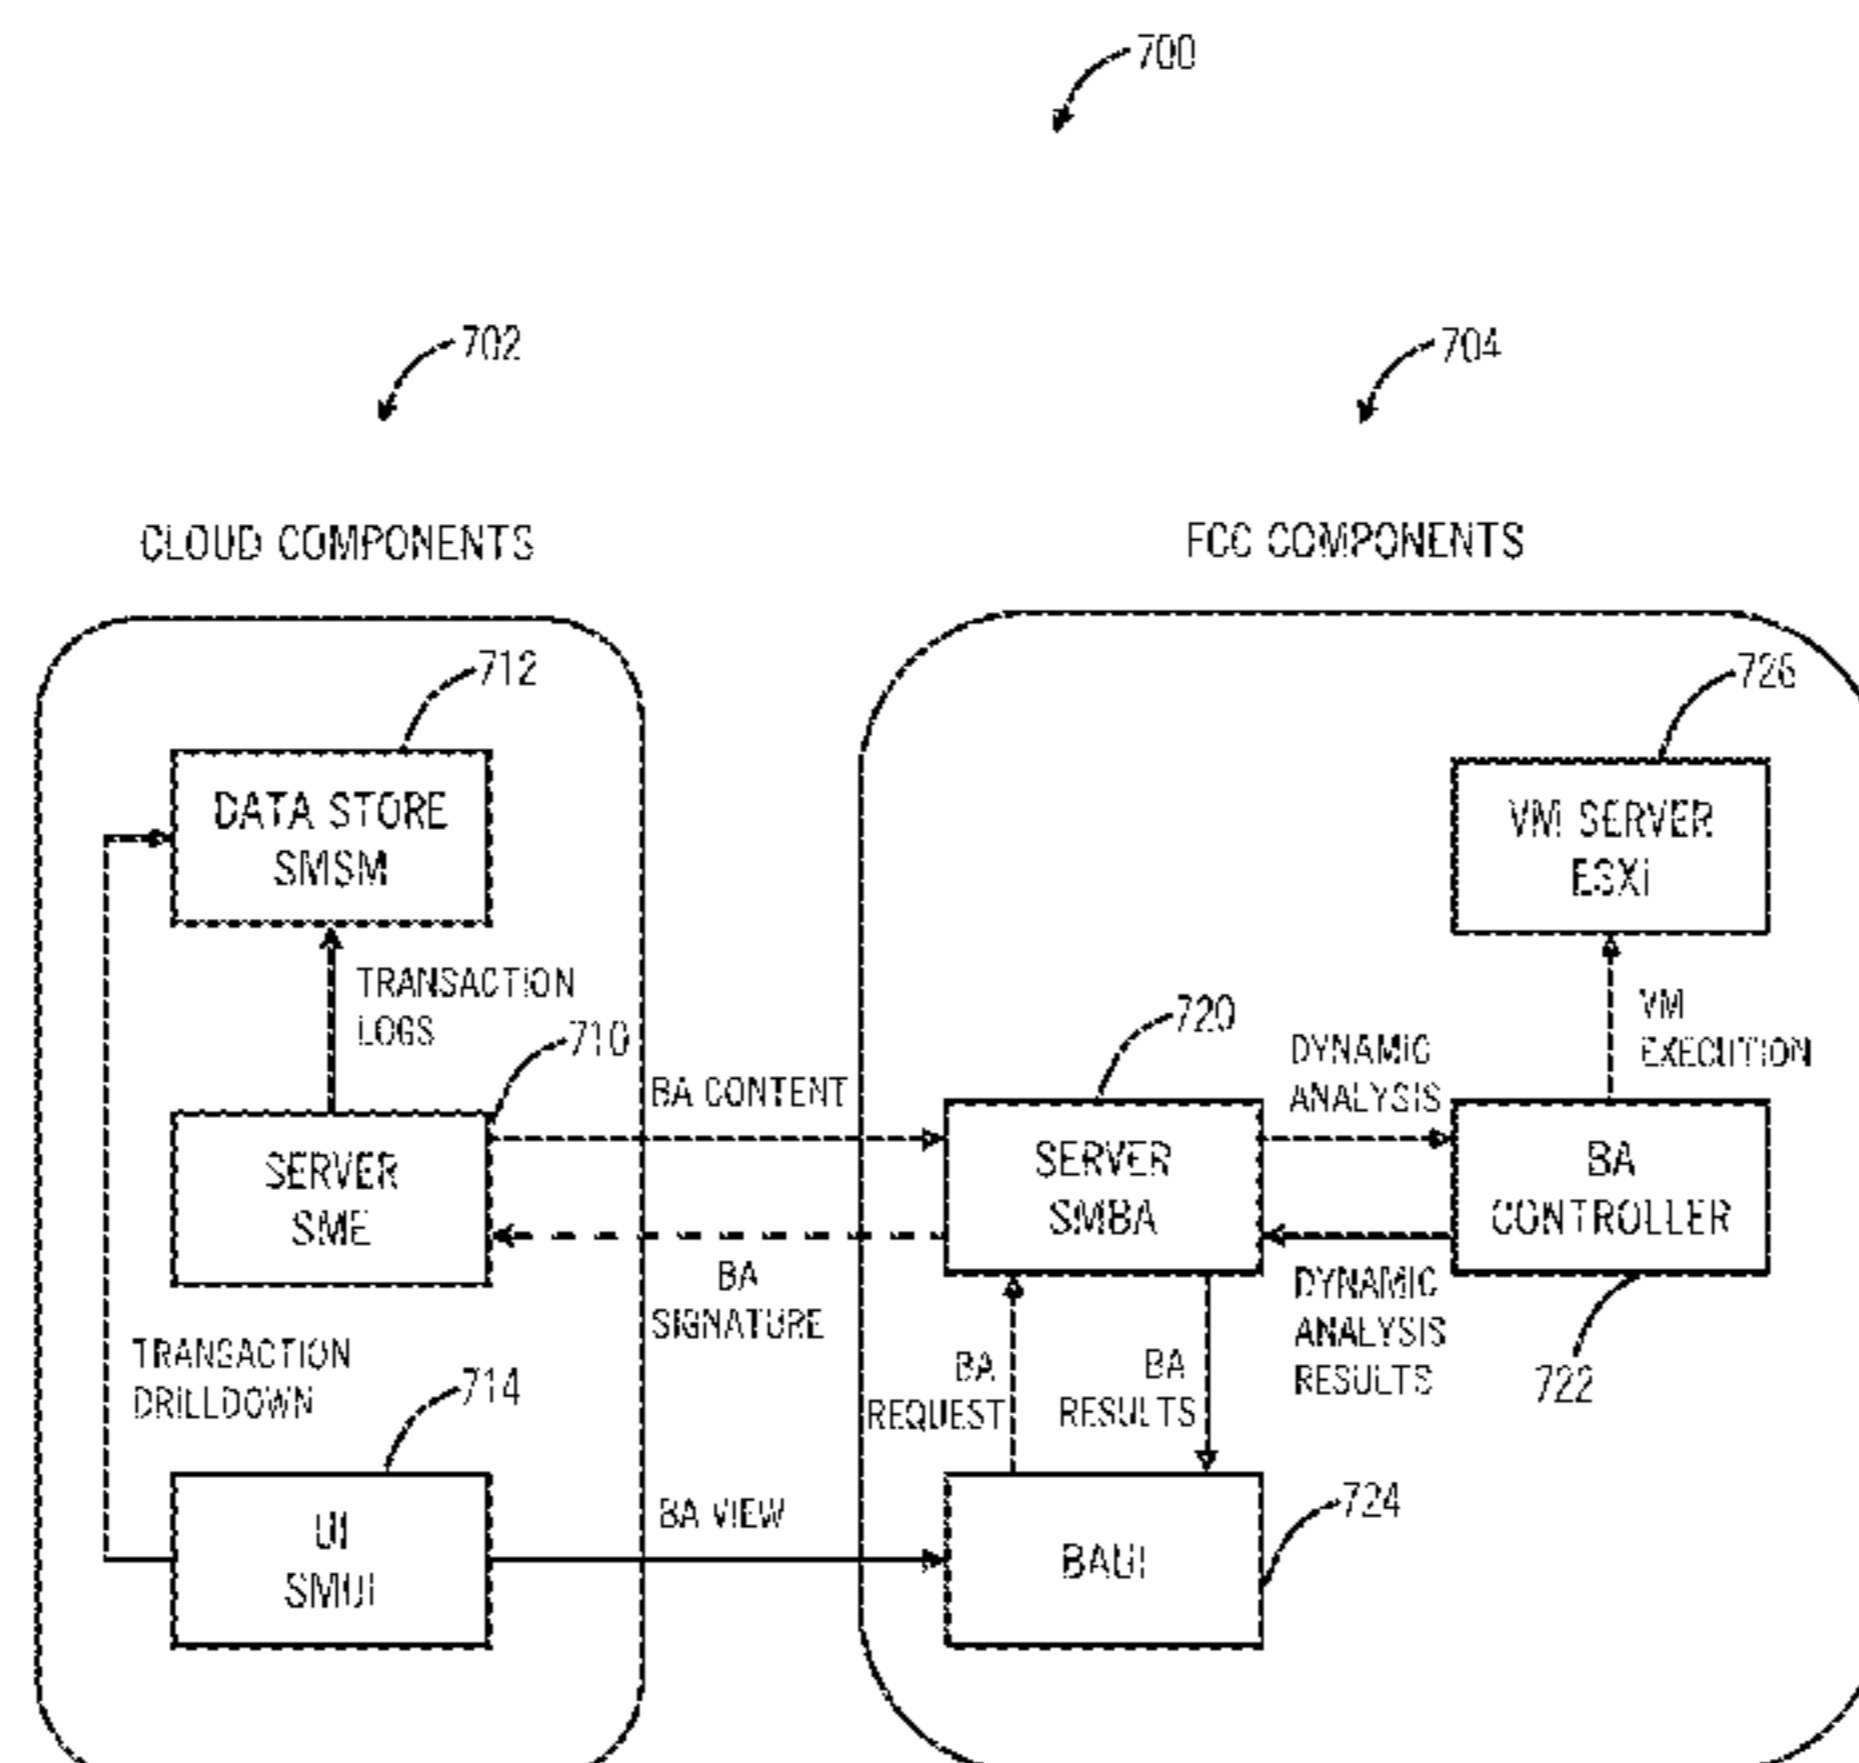 700
702
704
CLOUD COMPONENTS
FCC COMPONENTS
712
DATA STORE
SMSM
726
VM SERVER
ESXi
TRANSACTION
LOGS
710
SERVER
SME
BA CONTENT
BA
SIGNATURE
720
SERVER
SMBA
DYNAMIC
ANALYSIS
VM
EXECUTION
BA
CONTROLLER
DYNAMIC
ANALYSIS
RESULTS
722
TRANSACTION
DRILLDOWN
714
UI
SMUI
BA VIEW
BA
REQUEST
BA
RESULTS
BAUI
724